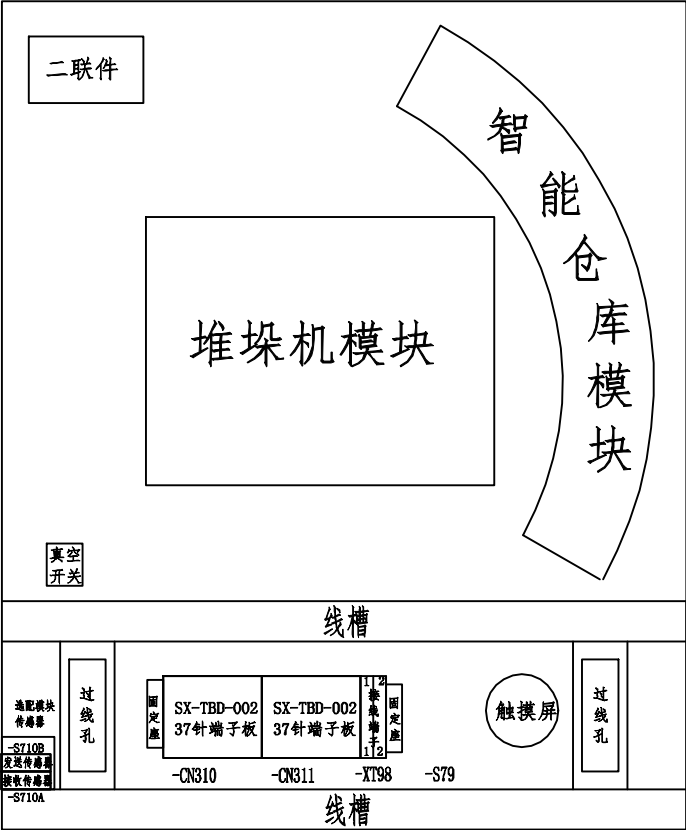 二联件
智能仓库模块
堆垛机模块
真空
开关
线槽
选配模块
传感器
-S710B
发送传感器
接收传感器
-S710A
过线孔
固定座
SX-TBD-002
37针端子板
SX-TBD-002
37针端子板
1 2
接线端子
1 2
固定座
触摸屏
过线孔
-CN310
-CN311
-XT98
-S79
线槽